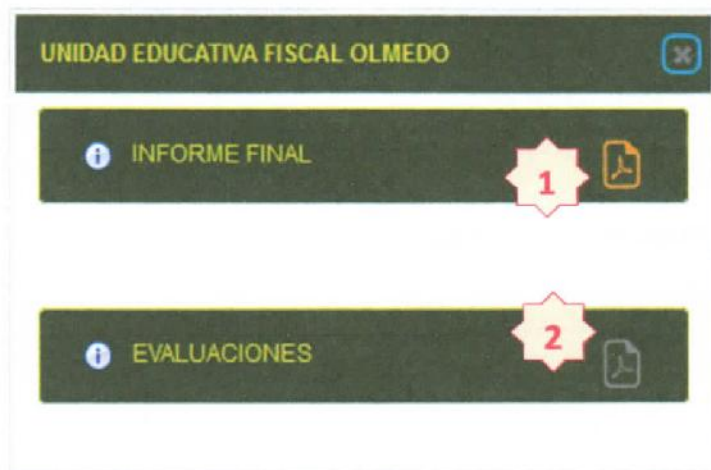 UNIDAD EDUCATIVA FISCAL OLMEDO
INFORME FINAL
1
EVALUACIONES
2